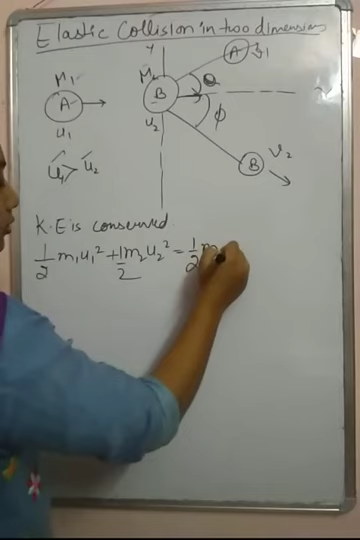 Elastic Collision in two dimensions
Y
A v₁
M₁
M₂
θ
A
B
u₁
u₂
ϕ
u₁ > u₂
B v₂
K.E is conserved.
1/2 m₁u₁² + 1/2 m₂u₂² = 1/2 m